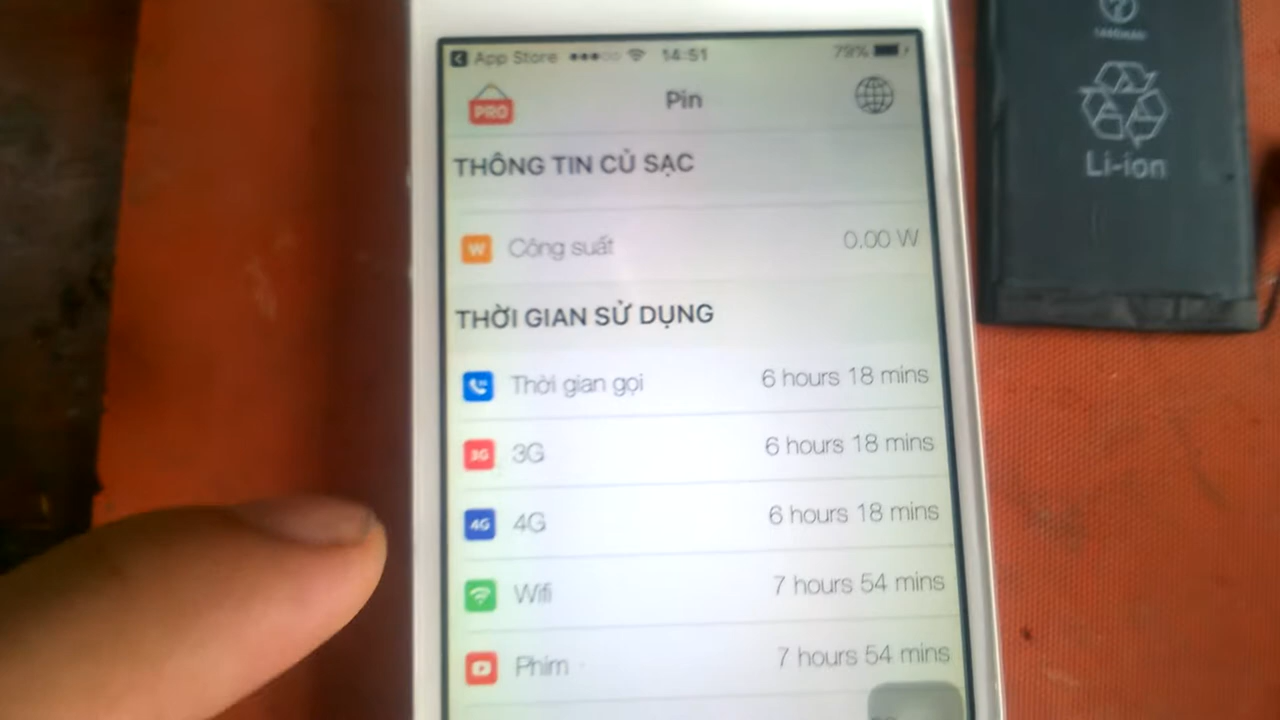 App Store 14:51 79%
PRO Pin
THÔNG TIN CỦ SẠC
W Công suất 0.00 W
THỜI GIAN SỬ DỤNG
Thời gian gọi 6 hours 18 mins
3G 3G 6 hours 18 mins
4G 4G 6 hours 18 mins
Wifi 7 hours 54 mins
Phim 7 hours 54 mins
Li-ion